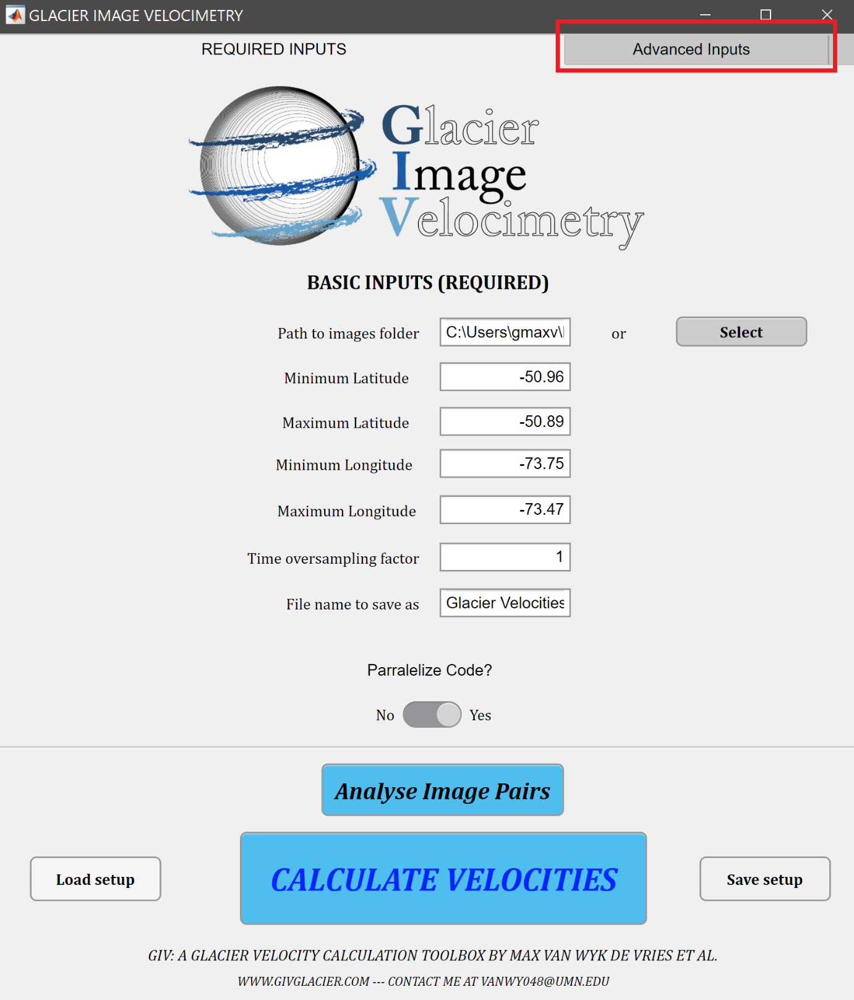 GLACIER IMAGE VELOCIMETRY
REQUIRED INPUTS
Advanced Inputs
Glacier
Image
Velocimetry
BASIC INPUTS (REQUIRED)
Path to images folder C:\Users\gmaxv\ or Select
Minimum Latitude -50.96
Maximum Latitude -50.89
Minimum Longitude -73.75
Maximum Longitude -73.47
Time oversampling factor 1
File name to save as Glacier Velocities
Parralelize Code?
No Yes
Analyse Image Pairs
CALCULATE VELOCITIES
Load setup
Save setup
GIV: A GLACIER VELOCITY CALCULATION TOOLBOX BY MAX VAN WYK DE VRIES ET AL.
WWW.GIVGLACIER.COM --- CONTACT ME AT VANWY048@UMN.EDU